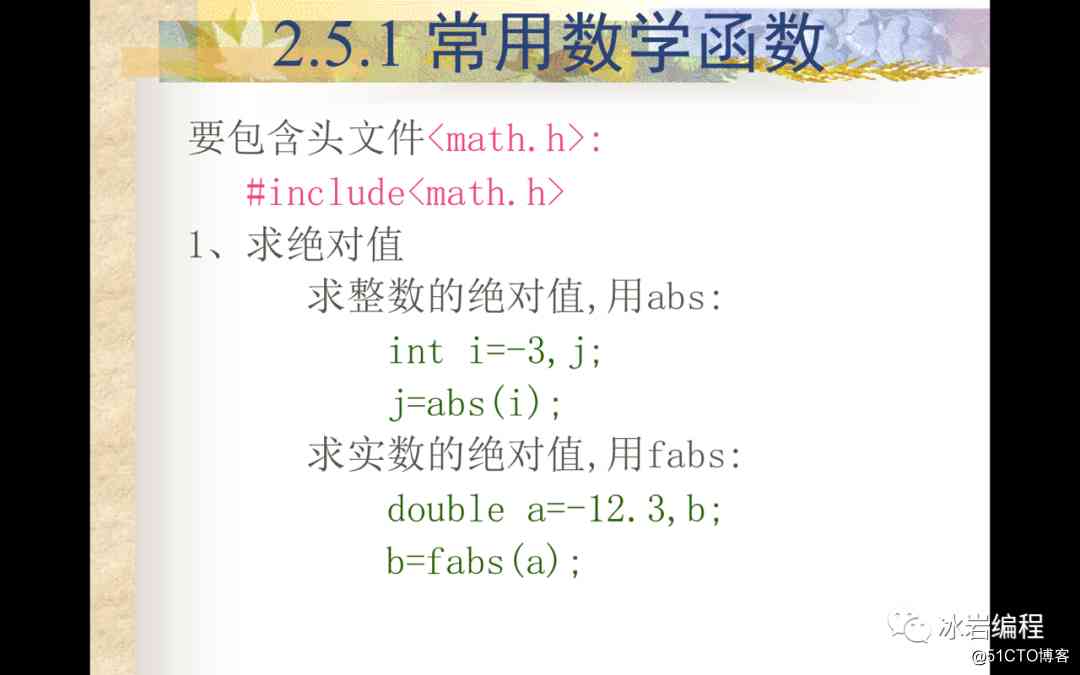 2.5.1 常用数学函数
要包含头文件<math.h>:
#include<math.h>
1、求绝对值
求整数的绝对值,用abs:
int i=-3,j;
j=abs(i);
求实数的绝对值,用fabs:
double a=-12.3,b;
b=fabs(a);
冰岩编程
@51CTO博客